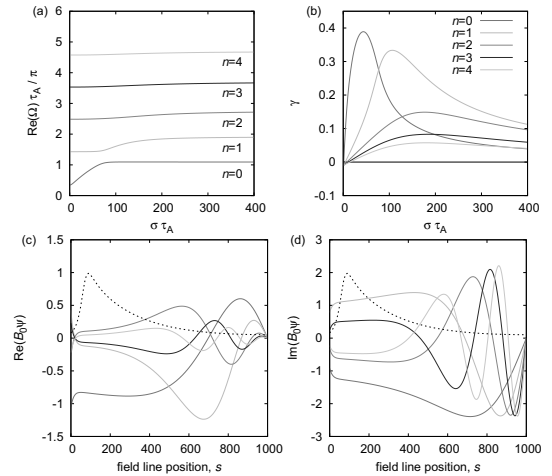 (a)
6
5
4
3
2
1
0
0 100 200 300 400
Re(Ω) τA / π
σ τA
n=4
n=3
n=2
n=1
n=0
(b)
0.4
0.3
0.2
0.1
0
-0.1
0 100 200 300 400
γ
σ τA
n=0
n=1
n=2
n=3
n=4
(c)
1.5
1
0.5
0
-0.5
-1
-1.5
0 200 400 600 800 1000
Re(B0ψ)
field line position, s
(d)
3
2
1
0
-1
-2
-3
0 200 400 600 800 1000
Im(B0ψ)
field line position, s